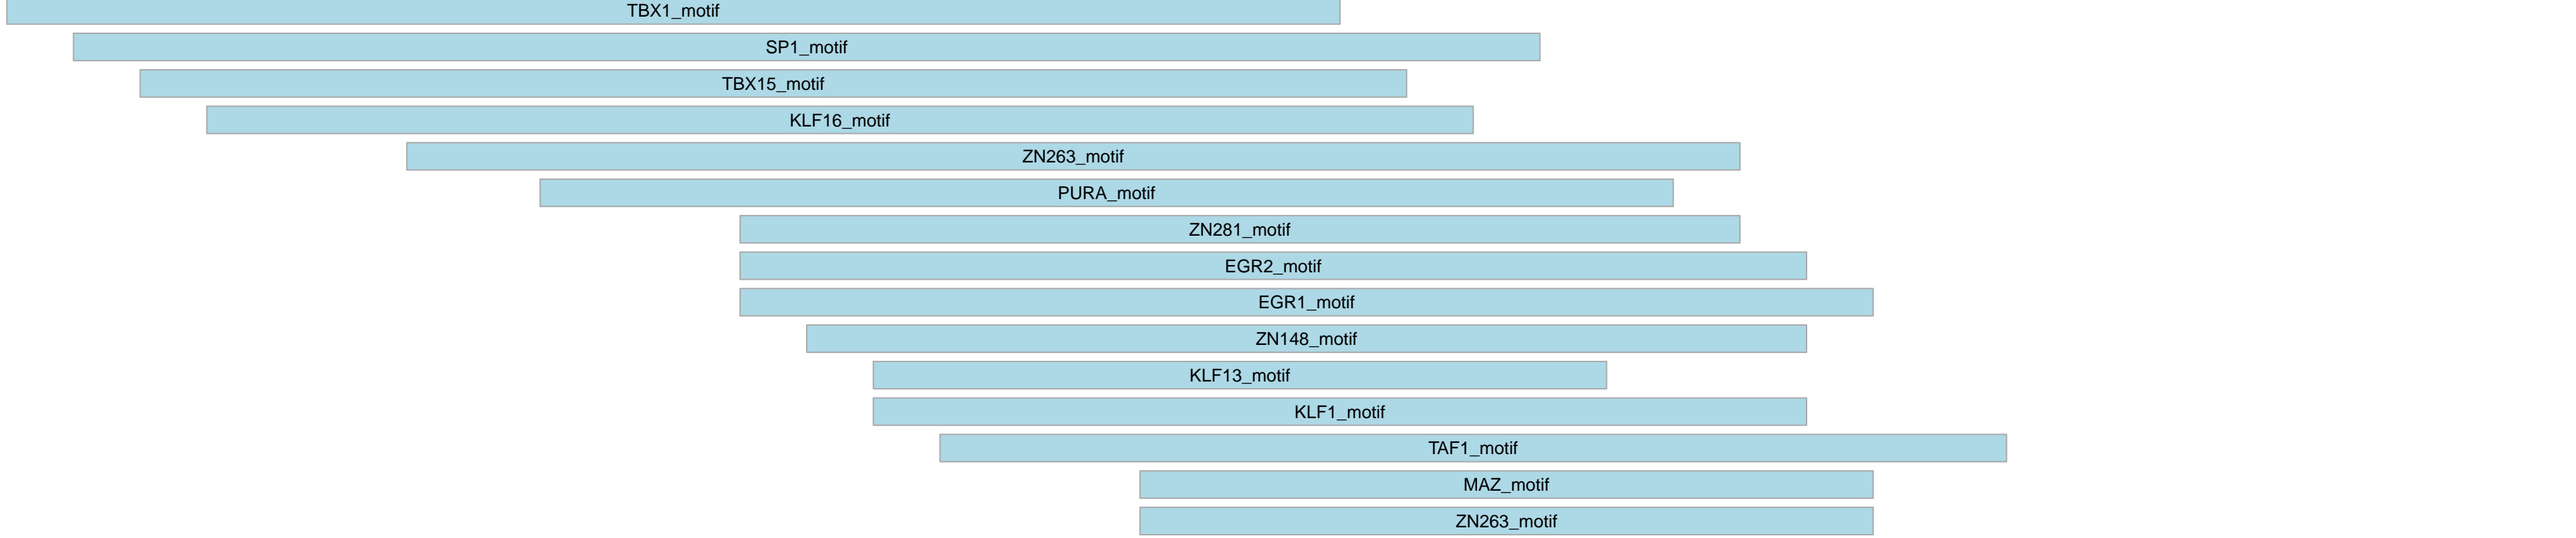 TBX1_motif
SP1_motif
TBX15_motif
KLF16_motif
ZN263_motif
PURA_motif
ZN281_motif
EGR2_motif
EGR1_motif
ZN148_motif
KLF13_motif
KLF1_motif
TAF1_motif
MAZ_motif
ZN263_motif